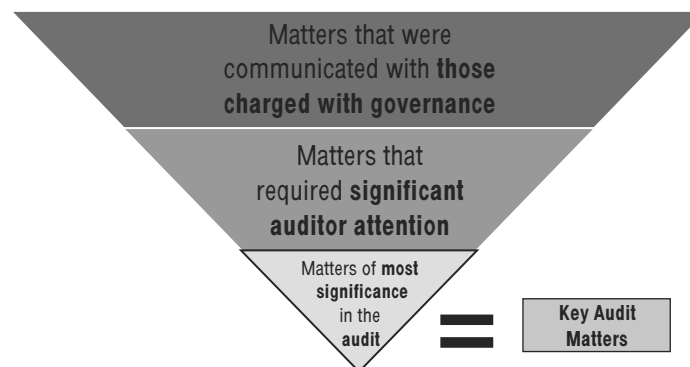 Matters that were
communicated with those
charged with governance
Matters that
required significant
auditor attention
Matters of most
significance
in the
audit
Key Audit
Matters